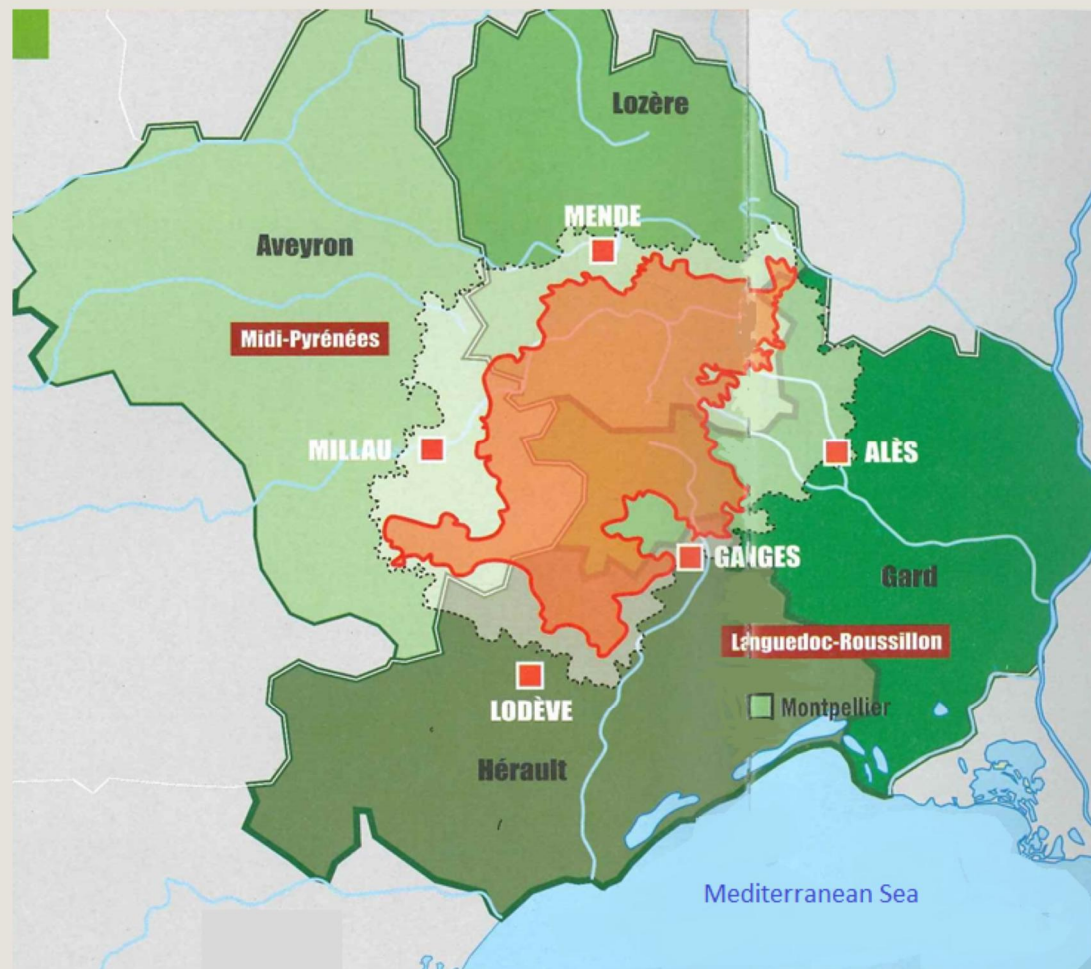 Lozère
MENDE
Aveyron
Midi-Pyrénées
MILLAU
ALÈS
GANGES
Gard
Languedoc-Roussillon
LODÈVE
Montpellier
Hérault
Mediterranean Sea